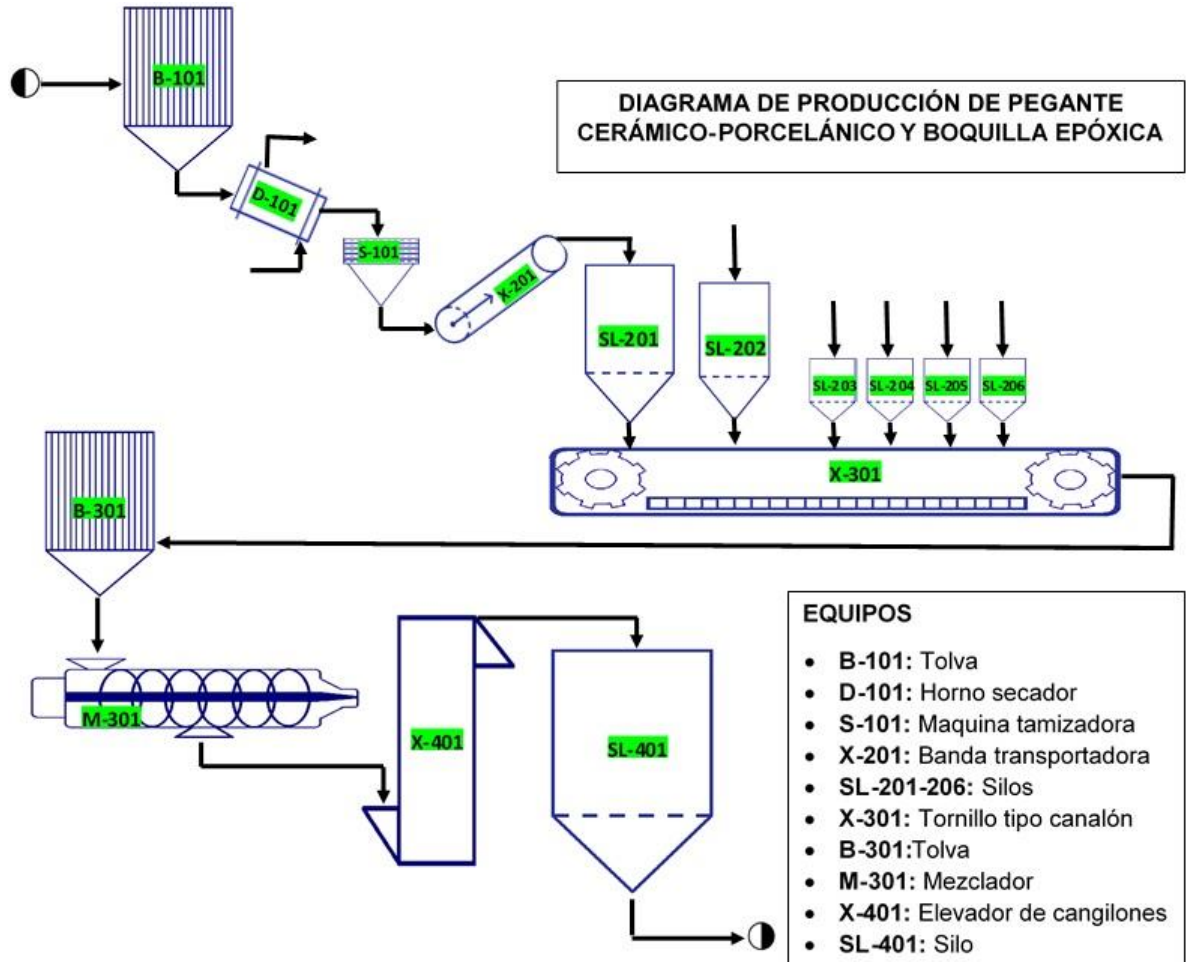 B-101
DIAGRAMA DE PRODUCCIÓN DE PEGANTE
CERÁMICO-PORCELÁNICO Y BOQUILLA EPÓXICA
D-101
S-101
X-201
SL-201
SL-202
SL-203
SL-204
SL-205
SL-206
X-301
B-301
M-301
X-401
SL-401
EQUIPOS
• B-101: Tolva
• D-101: Horno secador
• S-101: Maquina tamizadora
• X-201: Banda transportadora
• SL-201-206: Silos
• X-301: Tornillo tipo canalón
• B-301:Tolva
• M-301: Mezclador
• X-401: Elevador de cangilones
• SL-401: Silo